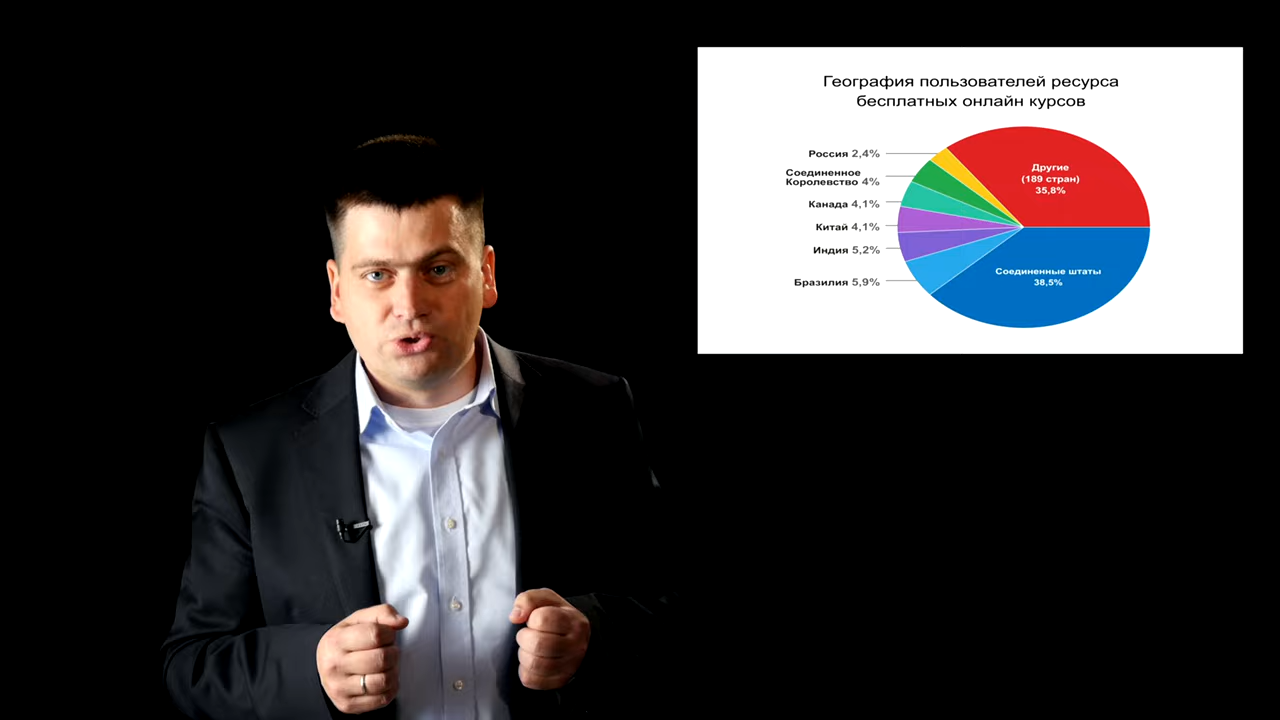 География пользователей ресурса
бесплатных онлайн курсов
Россия 2,4%
Соединенное
Королевство 4%
Канада 4,1%
Китай 4,1%
Индия 5,2%
Бразилия 5,9%
Другие
(189 стран)
35,8%
Соединенные штаты
38,5%